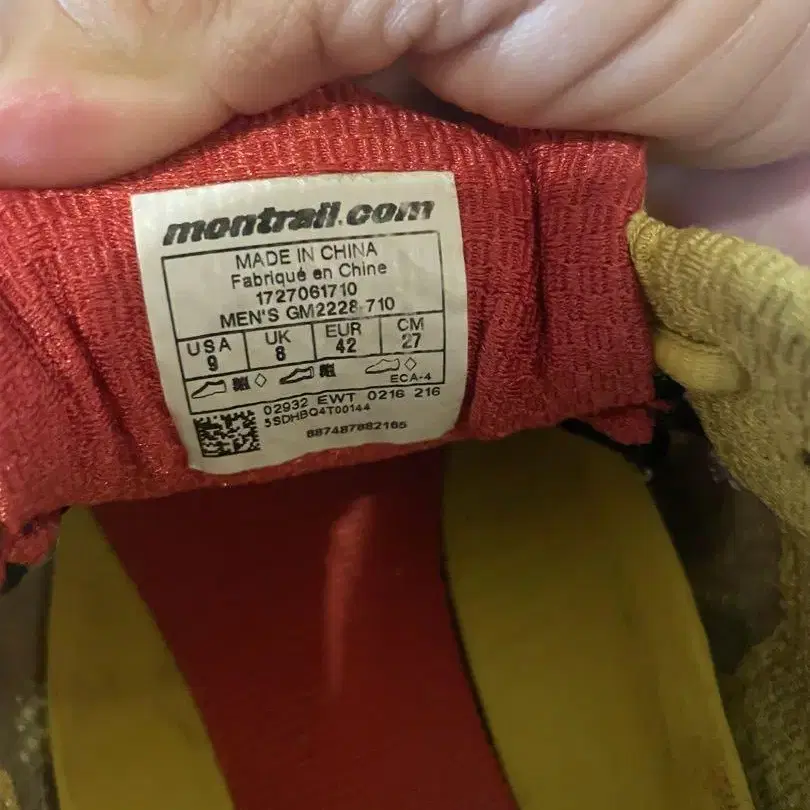 montrail.com
MADE IN CHINA
Fabriqué en Chine
1727061710
MEN'S GM2228-710
USA UK EUR CM
9 8 42 27
ECA-4
02932 EWT 0216 216
5SDHBQ4T00144
887487882165